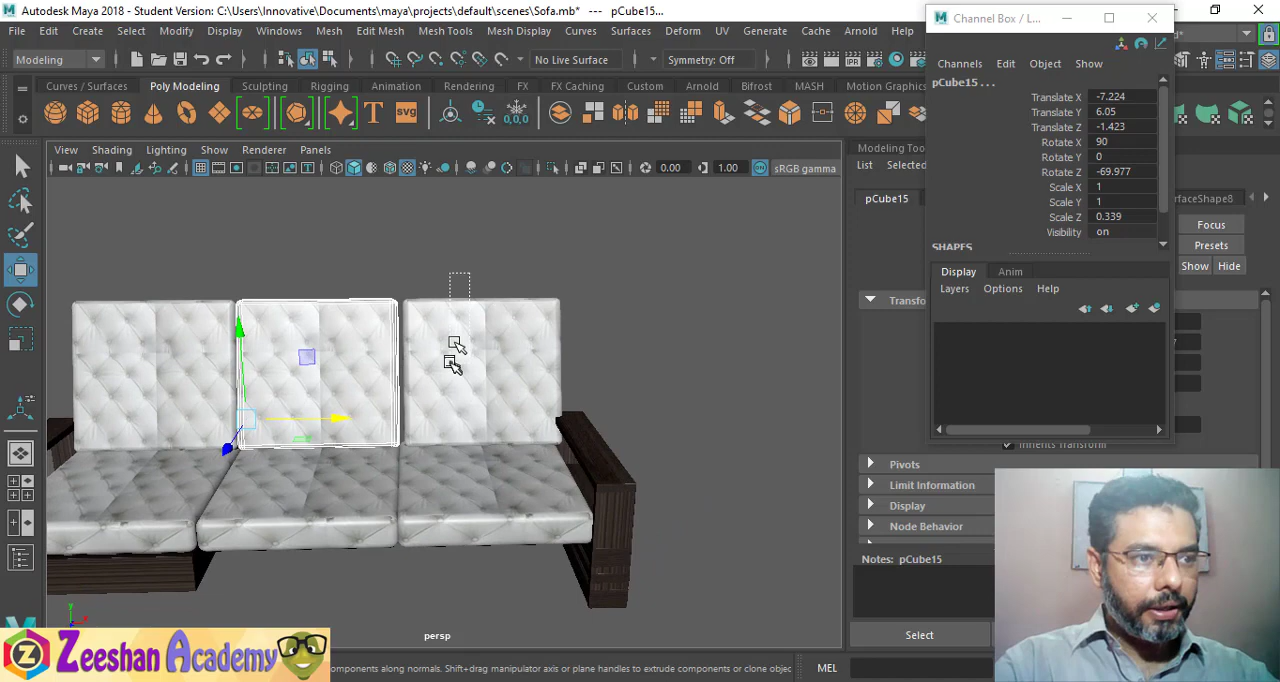 Autodesk Maya 2018 - Student Version: C:\Users\Innovative\Documents\maya\projects\default\scenes\Sofa.mb* --- pCube15...
File Edit Create Select Modify Display Windows Mesh Edit Mesh Mesh Tools Mesh Display Curves Surfaces Deform UV Generate Cache Arnold Help
Modeling No Live Surface Symmetry: Off
Curves / Surfaces Poly Modeling Sculpting Rigging Animation Rendering FX FX Caching Custom Arnold Bifrost MASH Motion Graphics
View Shading Lighting Show Renderer Panels
0.00 1.00 ON sRGB gamma
persp
Channel Box / L...
Channels Edit Object Show
pCube15...
Translate X -7.224
Translate Y 6.05
Translate Z -1.423
Rotate X 90
Rotate Y 0
Rotate Z -69.977
Scale X 1
Scale Y 1
Scale Z 0.339
Visibility on
SHAPES
Display Anim
Layers Options Help
Modeling Too
List Selected
pCube15 rfaceShape8
Focus
Presets
Show Hide
Transfo
Inherits Transform
Pivots
Limit Information
Display
Node Behavior
Notes: pCube15
Select
Zeeshan Academy
omponents along normals. Shift+drag manipulator axis or plane handles to extrude components or clone objec
MEL